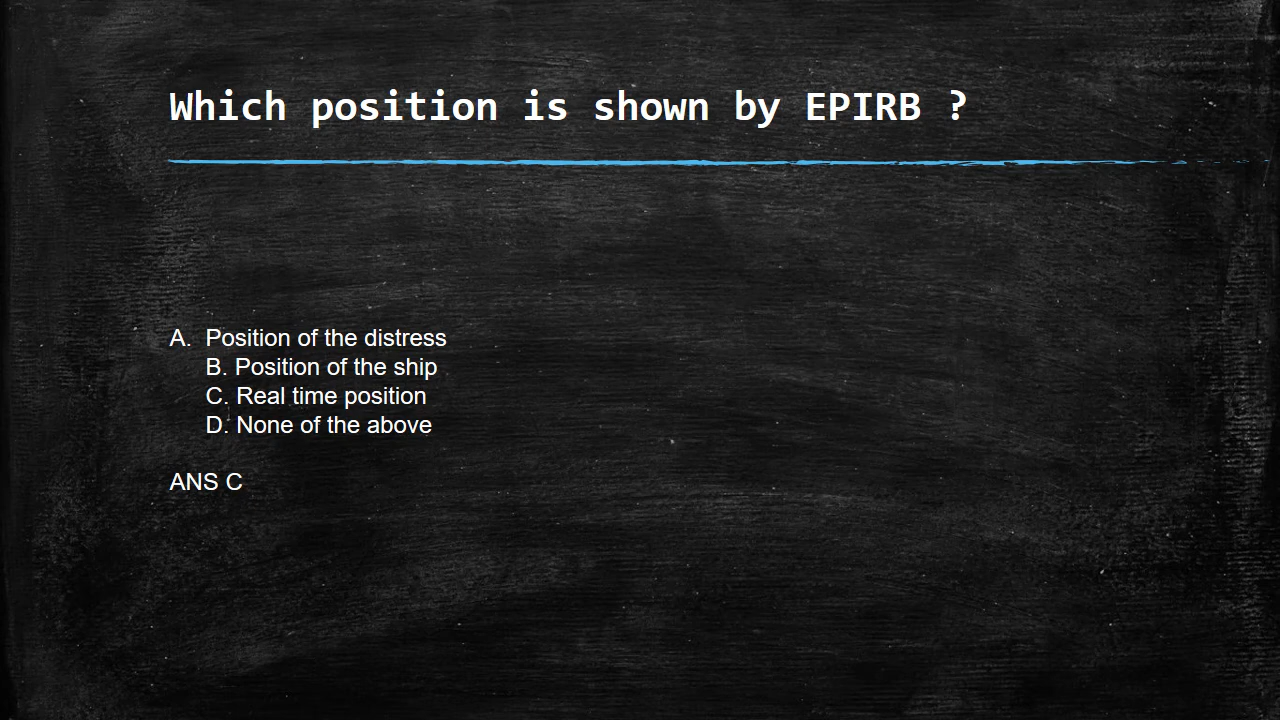 Which position is shown by EPIRB ?
A. Position of the distress
B. Position of the ship
C. Real time position
D. None of the above
ANS C